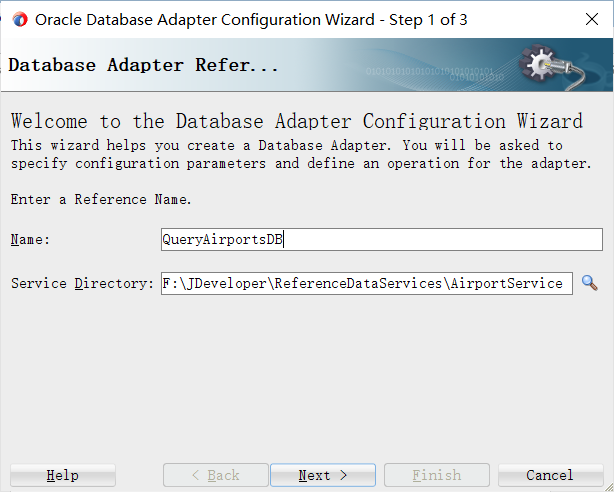 Oracle Database Adapter Configuration Wizard - Step 1 of 3
Database Adapter Refer...
Welcome to the Database Adapter Configuration Wizard
This wizard helps you create a Database Adapter. You will be asked to
specify configuration parameters and define an operation for the adapter.
Enter a Reference Name.
Name: QueryAirportsDB
Service Directory: F:\JDeveloper\ReferenceDataServices\AirportService
Help < Back Next > Finish Cancel